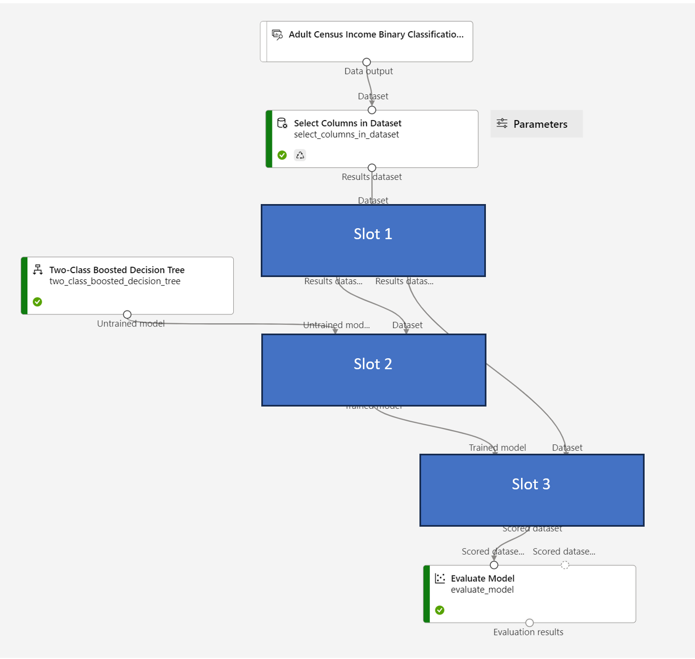 Adult Census Income Binary Classificatio...
Data output
Dataset
Select Columns in Dataset
select_columns_in_dataset
Parameters
Results dataset
Dataset
Slot 1
Two-Class Boosted Decision Tree
two_class_boosted_decision_tree
Results datas... Results datas...
Untrained model
Untrained mod... Dataset
Slot 2
Trained model
Trained model Dataset
Slot 3
Scored dataset
Scored datase... Scored datase...
Evaluate Model
evaluate_model
Evaluation results